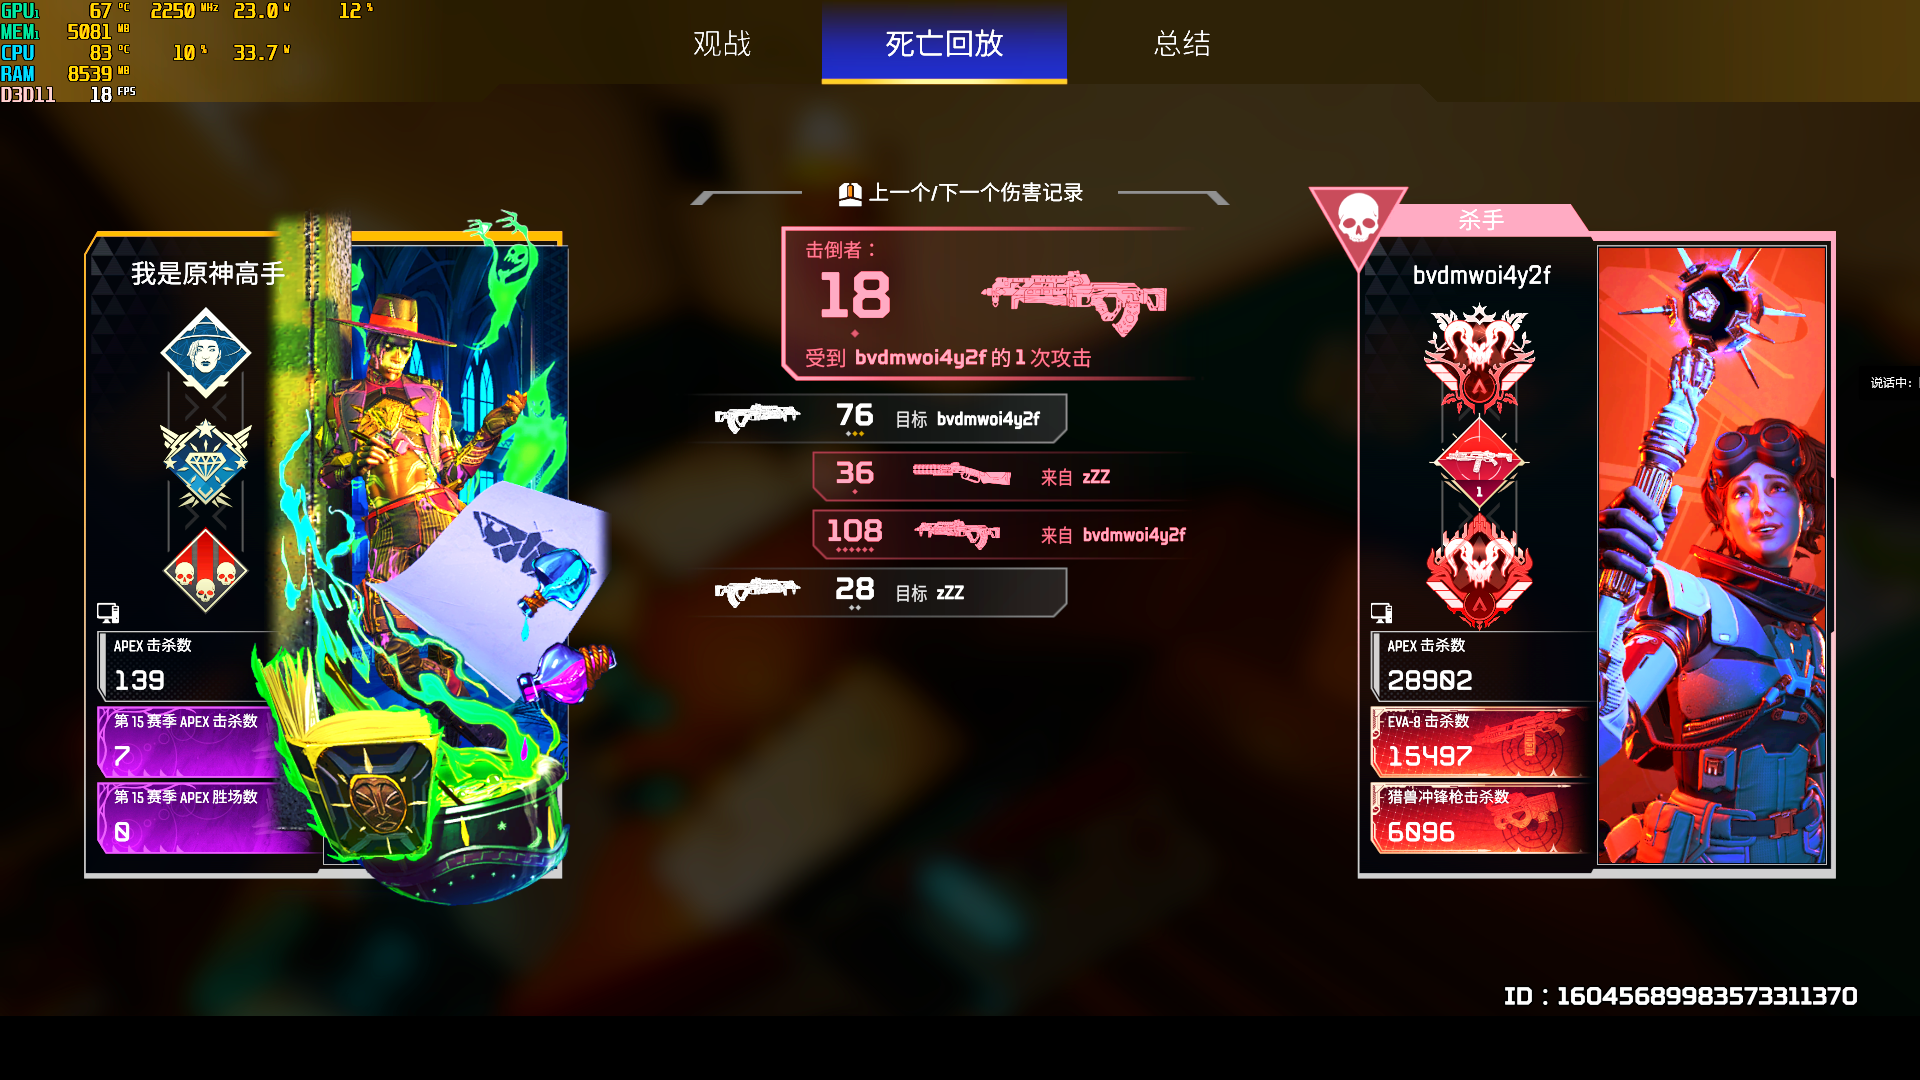 GPU1 67 °C 2250 MHz 23.0 W 12 %
MEM1 5081 MB
CPU 83 °C 10 % 33.7 W
RAM 8539 MB
D3D11 18 FPS
观战 死亡回放 总结
上一个/下一个伤害记录
我是原神高手
APEX 击杀数
139
第 15 赛季 APEX 击杀数
7
第 15 赛季 APEX 胜场数
0
击倒者：
18
受到 bvdmwoi4y2f 的 1 次攻击
76 目标 bvdmwoi4y2f
36 来自 zZZ
108 来自 bvdmwoi4y2f
28 目标 zZZ
杀手
bvdmwoi4y2f
1
APEX 击杀数
28902
EVA-8 击杀数
15497
猎兽冲锋枪击杀数
6096
说话中：
ID：16045689983573311370